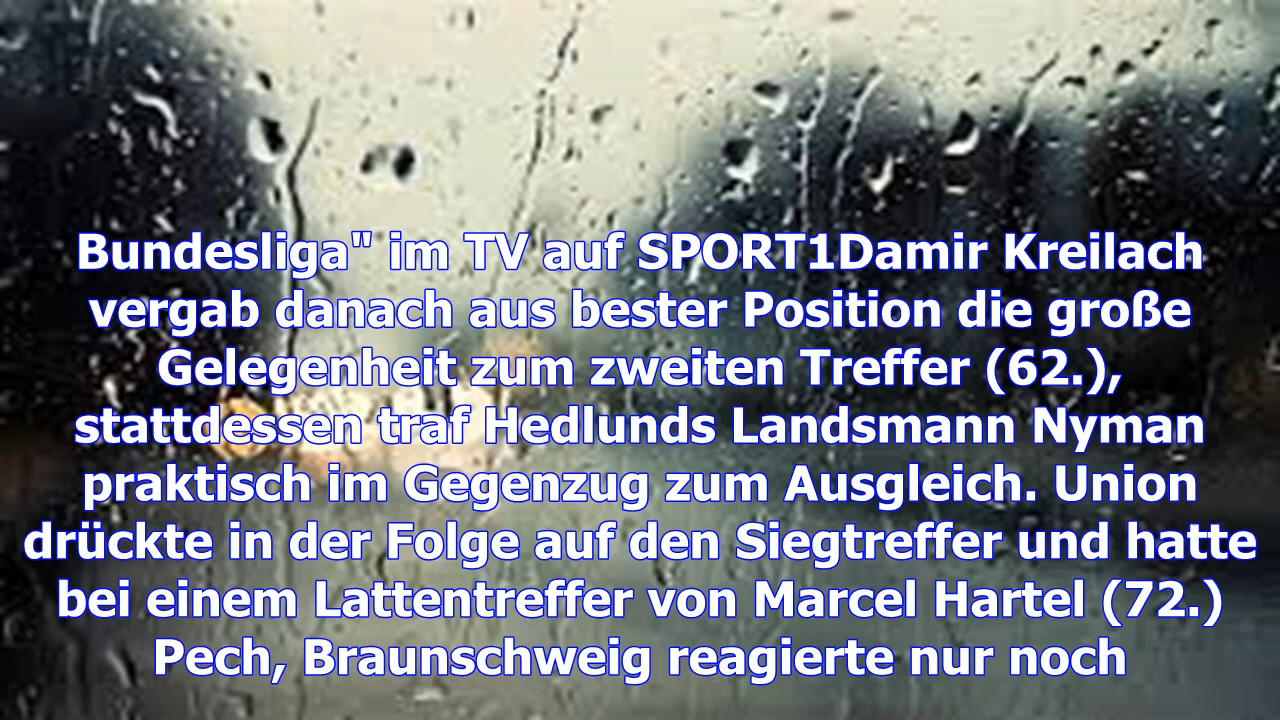 Bundesliga" im TV auf SPORT1Damir Kreilach
vergab danach aus bester Position die große
Gelegenheit zum zweiten Treffer (62.),
stattdessen traf Hedlunds Landsmann Nyman
praktisch im Gegenzug zum Ausgleich. Union
drückte in der Folge auf den Siegtreffer und hatte
bei einem Lattentreffer von Marcel Hartel (72.)
Pech, Braunschweig reagierte nur noch